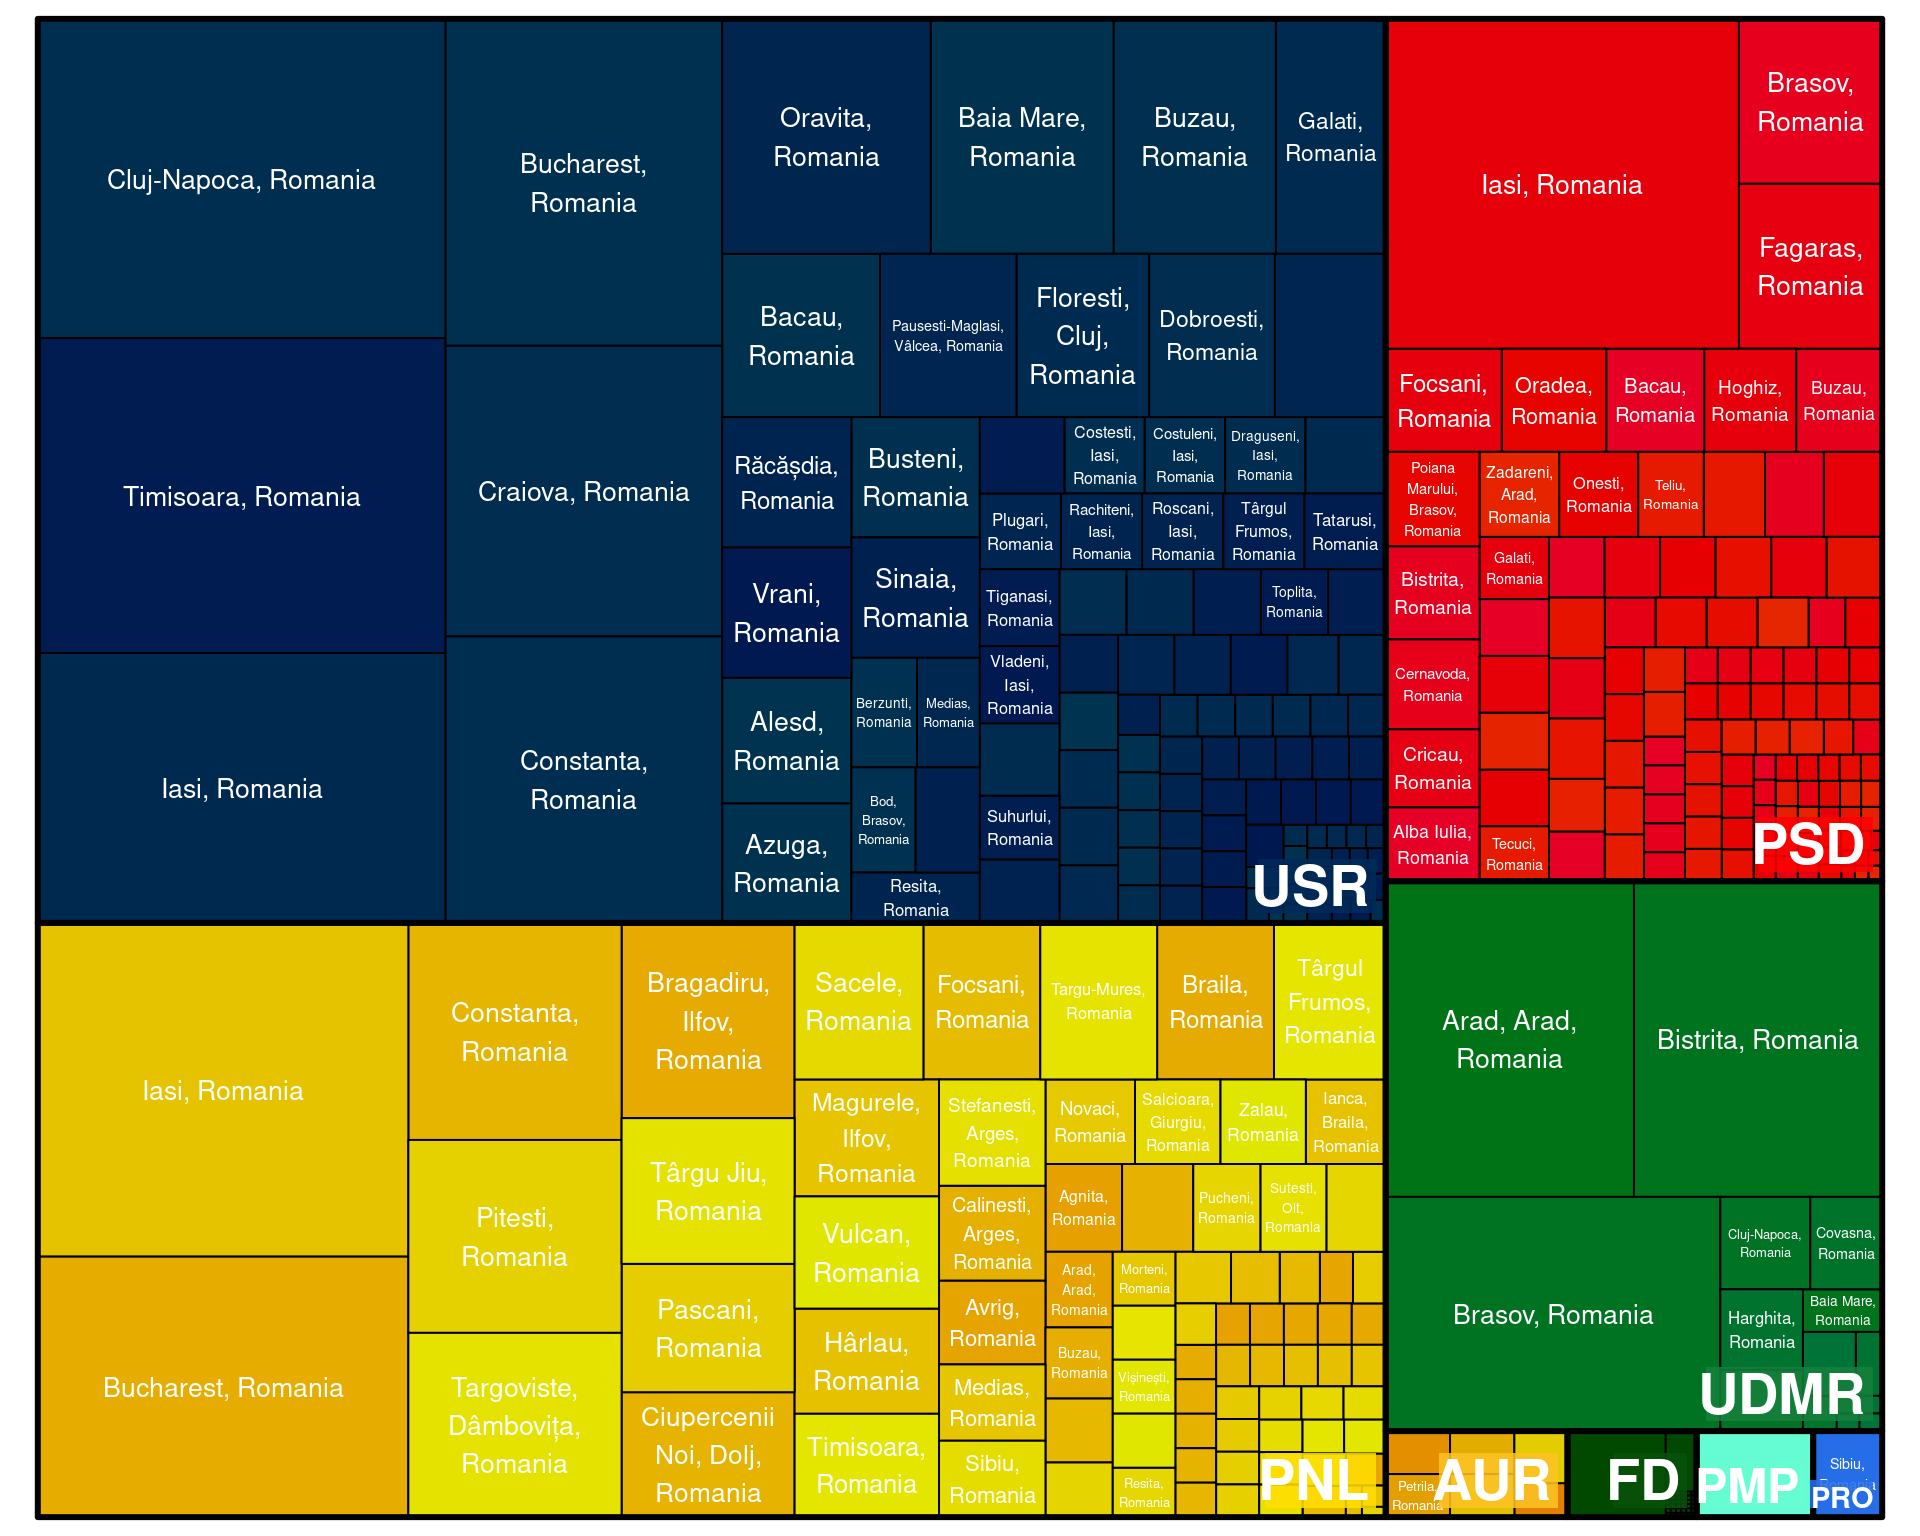 Cluj-Napoca, Romania
Timisoara, Romania
Iasi, Romania
Bucharest,
Romania
Craiova, Romania
Constanta,
Romania
Oravita,
Romania
Baia Mare,
Romania
Buzau,
Romania
Galati,
Romania
Bacau,
Romania
Pausesti-Maglasi,
Vâlcea, Romania
Floresti,
Cluj,
Romania
Dobroesti,
Romania
Răcășdia,
Romania
Vrani,
Romania
Alesd,
Romania
Azuga,
Romania
Busteni,
Romania
Sinaia,
Romania
Berzunti,
Romania
Medias,
Romania
Bod,
Brasov,
Romania
Resita,
Romania
Costesti,
Iasi,
Romania
Costuleni,
Iasi,
Romania
Draguseni,
Iasi,
Romania
Plugari,
Romania
Rachiteni,
Iasi,
Romania
Roscani,
Iasi,
Romania
Târgul
Frumos,
Romania
Tatarusi,
Romania
Tiganasi,
Romania
Toplita,
Romania
Vladeni,
Iasi,
Romania
Suhurlui,
Romania
USR
Iasi, Romania
Brasov,
Romania
Fagaras,
Romania
Focsani,
Romania
Oradea,
Romania
Bacau,
Romania
Hoghiz,
Romania
Buzau,
Romania
Poiana
Marului,
Brasov,
Romania
Zadareni,
Arad,
Romania
Onesti,
Romania
Teliu,
Romania
Bistrita,
Romania
Galati,
Romania
Cernavoda,
Romania
Cricau,
Romania
Alba Iulia,
Romania
Tecuci,
Romania
PSD
Iasi, Romania
Bucharest, Romania
Constanta,
Romania
Pitesti,
Romania
Targoviste,
Dâmbovița,
Romania
Bragadiru,
Ilfov,
Romania
Târgu Jiu,
Romania
Pascani,
Romania
Ciupercenii
Noi, Dolj,
Romania
Sacele,
Romania
Focsani,
Romania
Targu-Mures,
Romania
Braila,
Romania
Târgul
Frumos,
Romania
Magurele,
Ilfov,
Romania
Vulcan,
Romania
Hârlau,
Romania
Timisoara,
Romania
Stefanesti,
Arges,
Romania
Calinesti,
Arges,
Romania
Avrig,
Romania
Medias,
Romania
Sibiu,
Romania
Novaci,
Romania
Salcioara,
Giurgiu,
Romania
Zalau,
Romania
Ianca,
Braila,
Romania
Agnita,
Romania
Pucheni,
Romania
Sutesti,
Olt,
Romania
Arad,
Arad,
Romania
Morteni,
Romania
Buzau,
Romania
Visinești,
Romania
Resita,
Romania
PNL
Arad, Arad,
Romania
Bistrita, Romania
Brasov, Romania
Cluj-Napoca,
Romania
Covasna,
Romania
Harghita,
Romania
Baia Mare,
Romania
UDMR
Petrila,
Romania
AUR
FD
PMP
Sibiu,
Romania
PRO